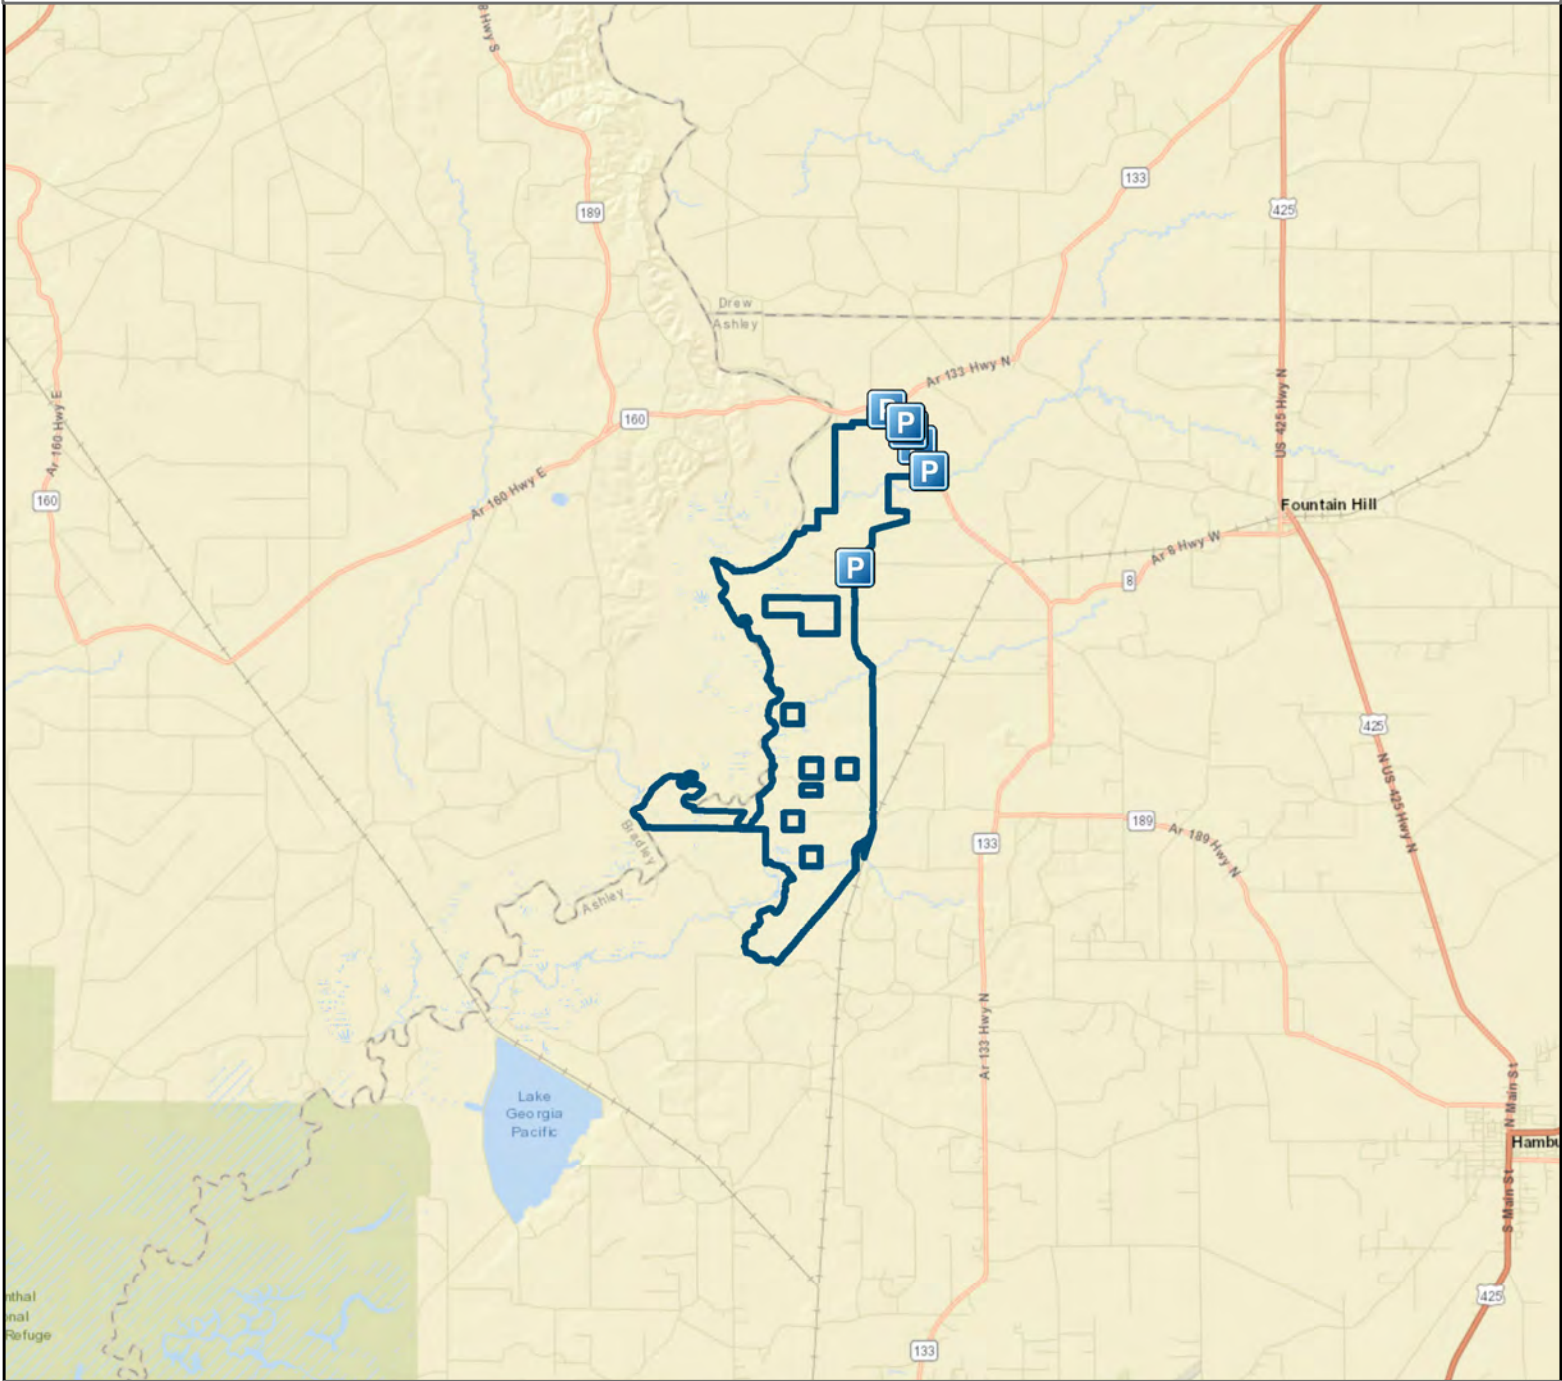 8 Hwy S
133
425
189
Drew
Ashley
Ar 133 Hwy N
US 425 Hwy N
Ar 160 Hwy E
160
P
P
160
Ar 160 Hwy E
P
Fountain Hill
Ar 8 Hwy W
8
P
425
N US 425 Hwy N
189
Ar 189 Hwy N
133
Bradley
Ashley
Ar 133 Hwy N
Lake
Georgia
Pacific
N Main St
Hambu
S Main St
nthal
nal
Refuge
425
133